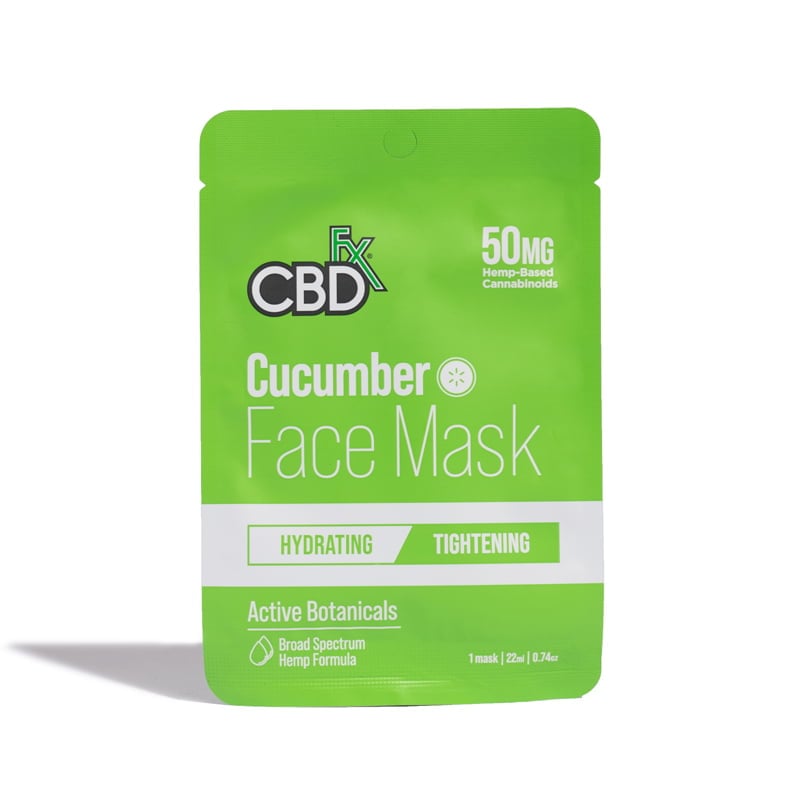 CBD FX®
50MG
Hemp-Based
Cannabinoids
Cucumber
Face Mask
HYDRATING TIGHTENING
Active Botanicals
Broad Spectrum
Hemp Formula
1 mask | 22ml | 0.74oz